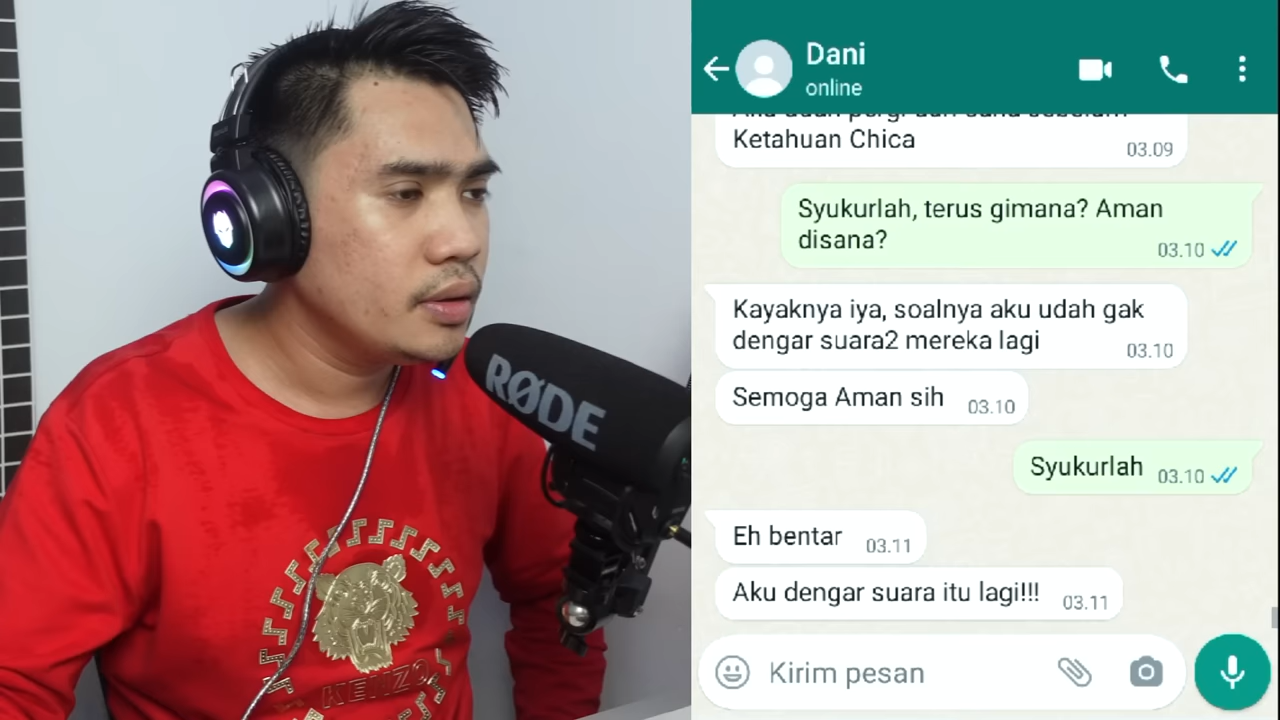 Dani
online
Ketahuan Chica
03.09
Syukurlah, terus gimana? Aman
disana?
03.10
Kayaknya iya, soalnya aku udah gak
dengar suara2 mereka lagi
03.10
Semoga Aman sih
03.10
Syukurlah
03.10
Eh bentar
03.11
Aku dengar suara itu lagi!!!
03.11
Kirim pesan
RØDE
KENZO